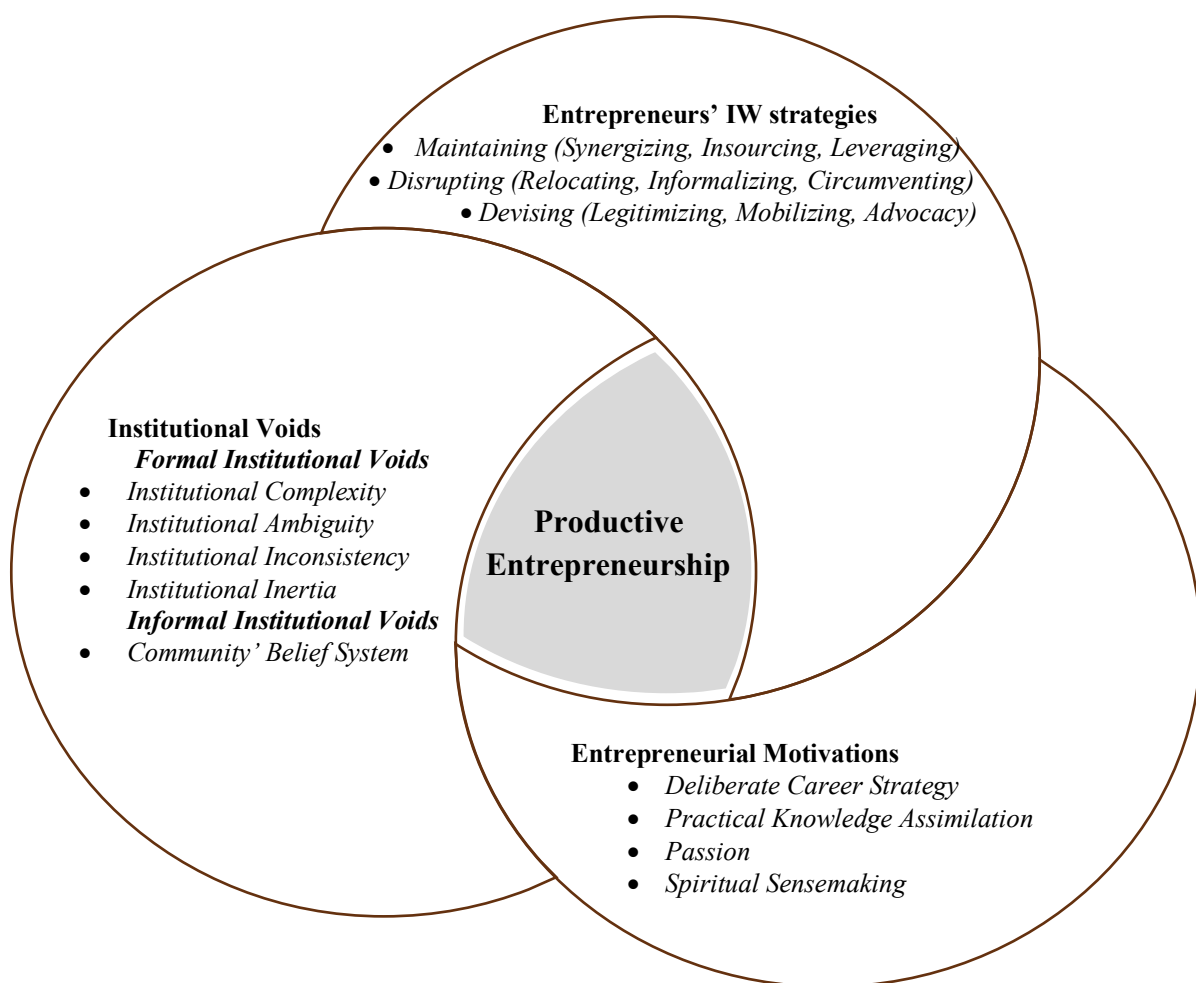 Entrepreneurs’ IW strategies
• Maintaining (Synergizing, Insourcing, Leveraging)
• Disrupting (Relocating, Informalizing, Circumventing)
• Devising (Legitimizing, Mobilizing, Advocacy)
Institutional Voids
Formal Institutional Voids
• Institutional Complexity
• Institutional Ambiguity
• Institutional Inconsistency
• Institutional Inertia
Informal Institutional Voids
• Community’ Belief System
Productive
Entrepreneurship
Entrepreneurial Motivations
• Deliberate Career Strategy
• Practical Knowledge Assimilation
• Passion
• Spiritual Sensemaking